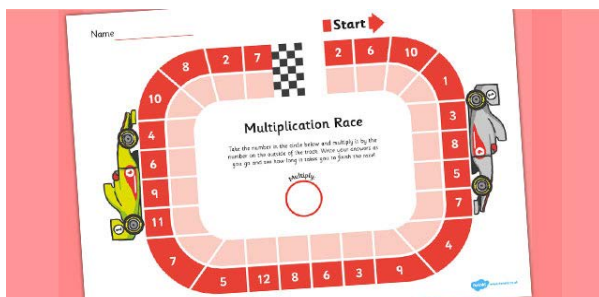 Name
Start
2 6 10
1
3
8
5
7
4
9
3
6
8
12
5
7
11
9
6
4
10
8
2
7
Multiplication Race
Take the number in the circle below and multiply it by the
number on the outside of the track. Write your answers as
you go and see how long it takes you to finish the race!
Multiply